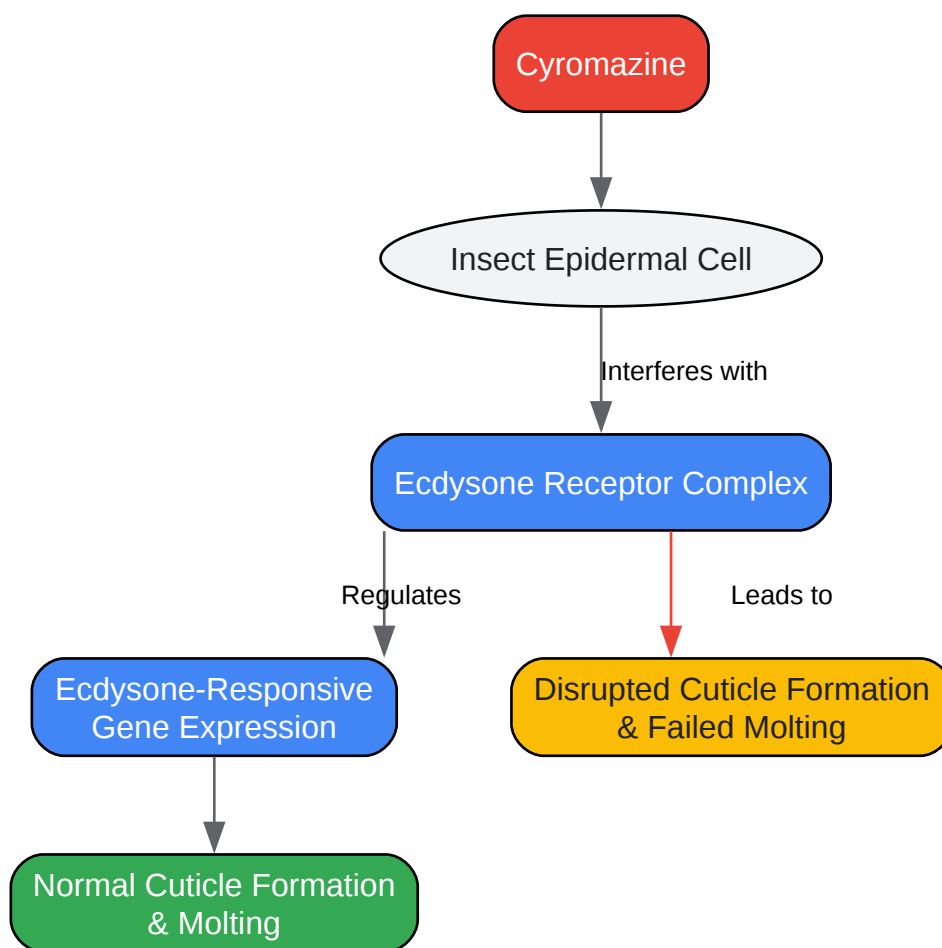 Cyromazine
Insect Epidermal Cell
Interferes with
Ecdysone Receptor Complex
Regulates
Leads to
Ecdysone-Responsive
Gene Expression
Disrupted Cuticle Formation
& Failed Molting
Normal Cuticle Formation
& Molting